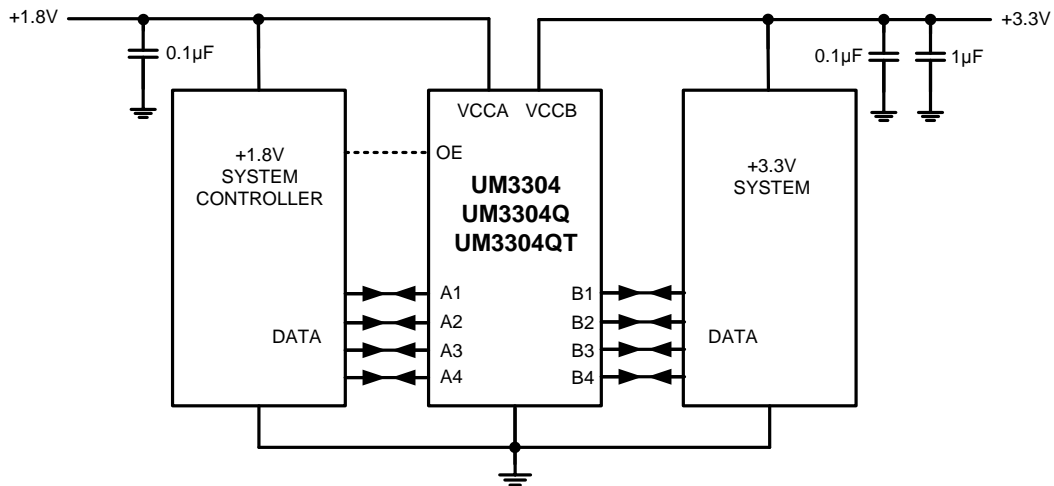 +1.8V
+3.3V
0.1µF
0.1µF
1µF
VCCA
VCCB
OE
+1.8V
SYSTEM
CONTROLLER
UM3304
UM3304Q
UM3304QT
+3.3V
SYSTEM
A1
B1
A2
B2
DATA
DATA
A3
B3
A4
B4